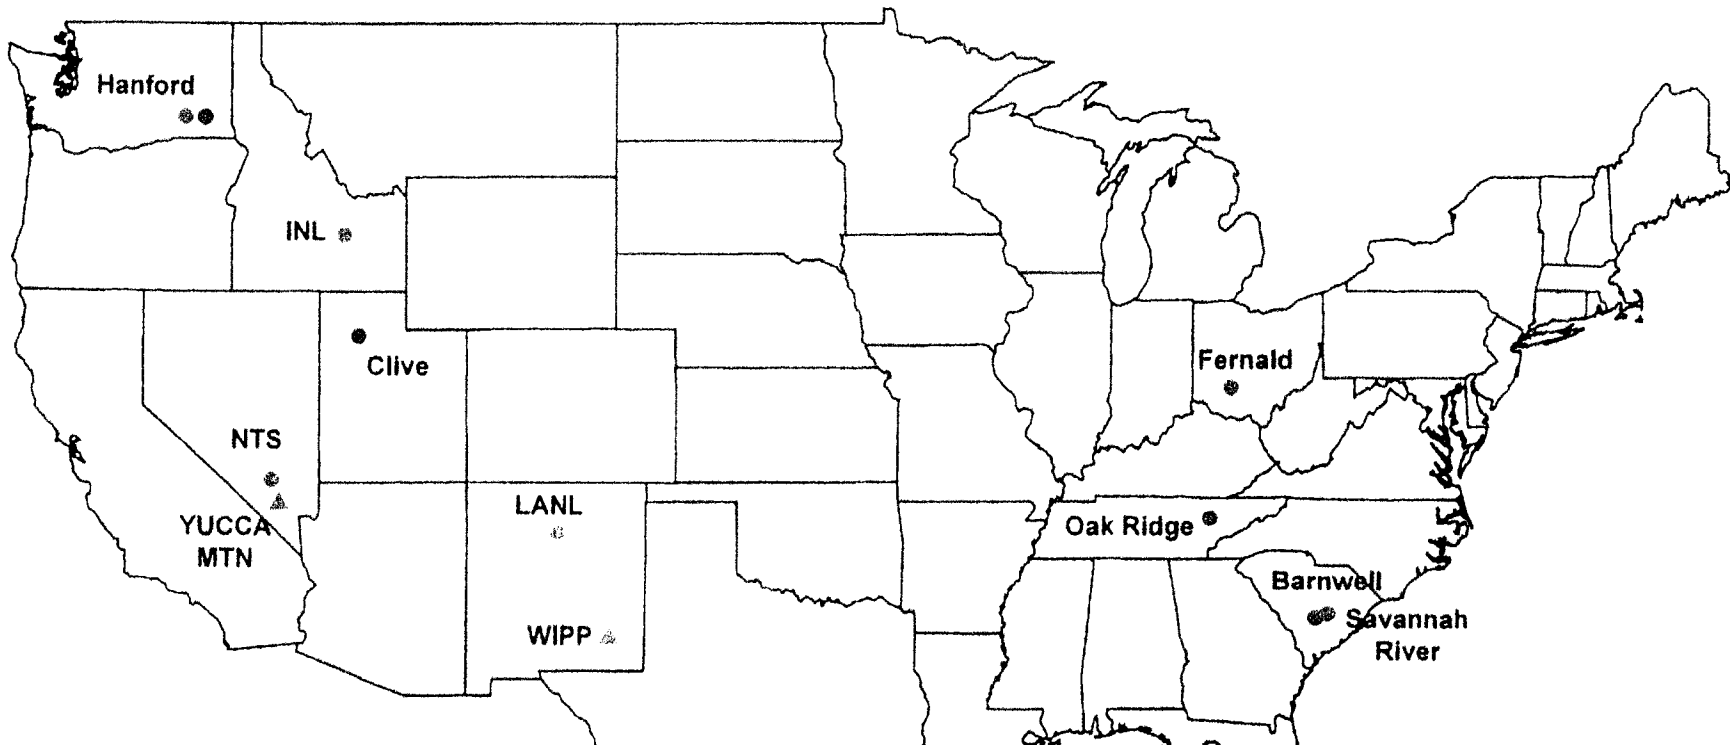 Hanford
INL
Clive
Fernald
NTS
YUCCA
MTN
LANL
Oak Ridge
Barnwell
Savannah
River
WIPP